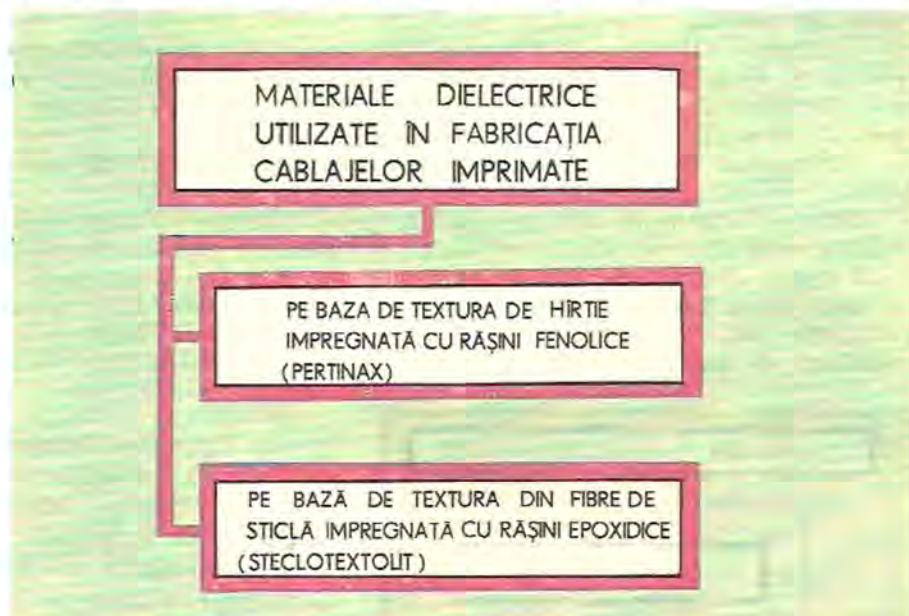 MATERIALE DIELECTRICE
UTILIZATE ÎN FABRICAȚIA
CABLAJELOR IMPRIMATE
PE BAZA DE TEXTURA DE HÎRTIE
IMPREGNATĂ CU RĂȘINI FENOLICE
(PERTINAX)
PE BAZĂ DE TEXTURA DIN FIBRE DE
STICLĂ IMPREGNATĂ CU RĂȘINI EPOXIDICE
(STECLOTEXTOLIT)